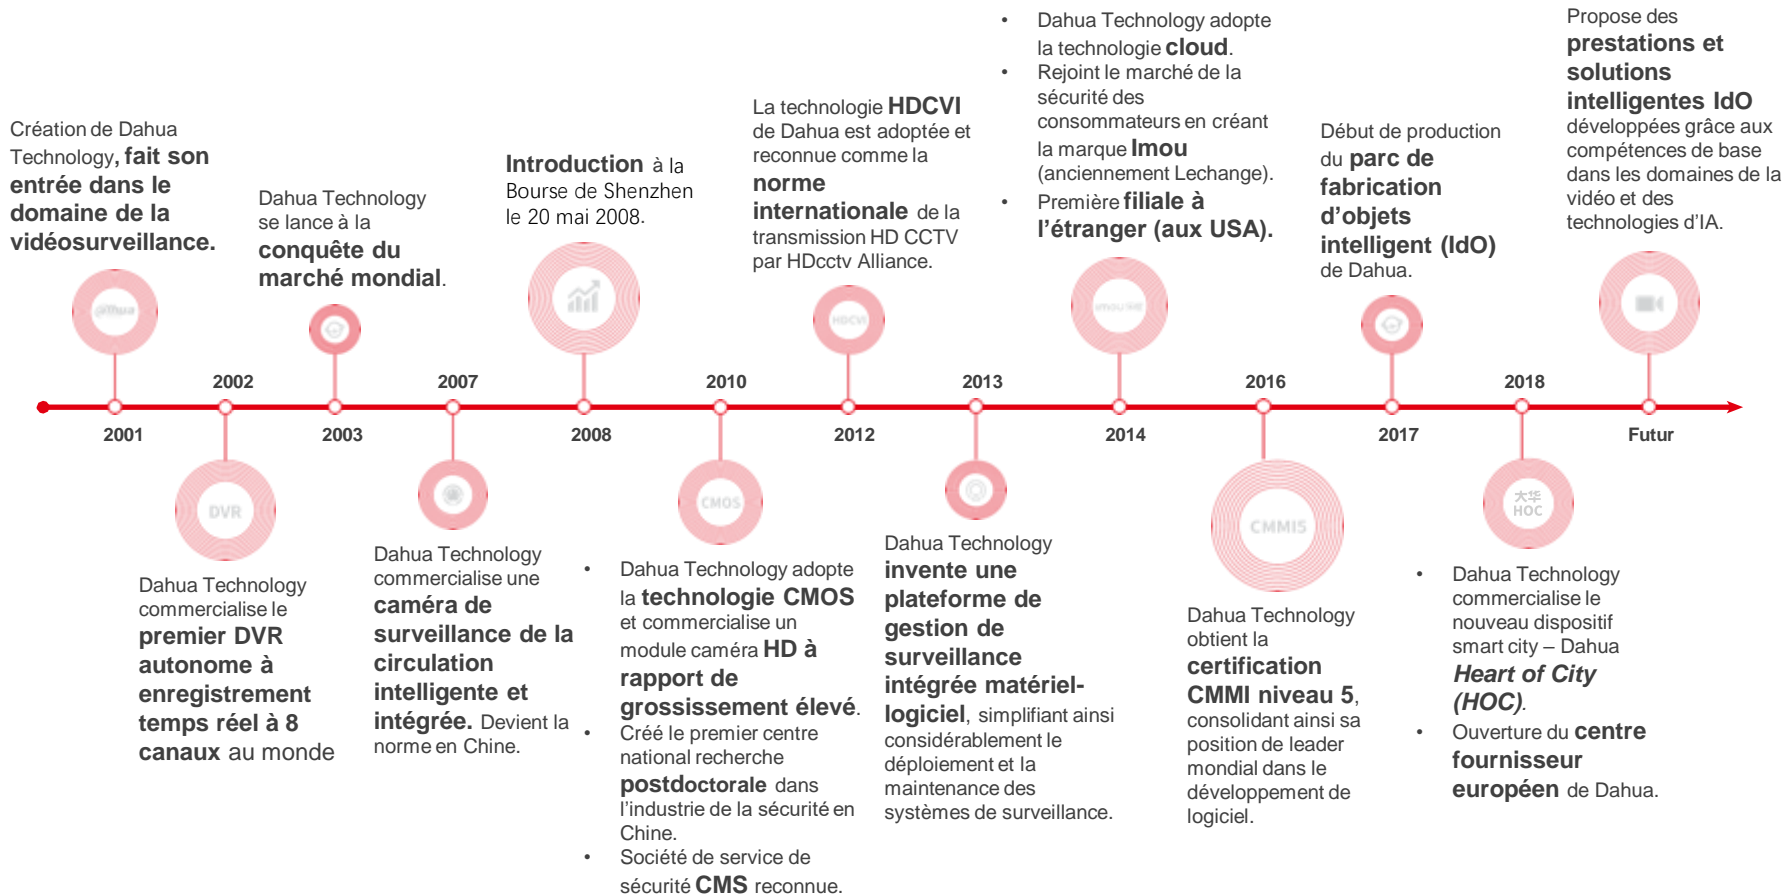 Création de Dahua
Technology, fait son
entrée dans le
domaine de la
vidéosurveillance.
alhua
2001
2002
DVR
Dahua Technology
commercialise le
premier DVR
autonome à
enregistrement
temps réel à 8
canaux au monde
Dahua Technology
se lance à la
conquête du
marché mondial.
2003
2007
Dahua Technology
commercialise une
caméra de
surveillance de la
circulation
intelligente et
intégrée. Devient la
norme en Chine.
Introduction à la
Bourse de Shenzhen
le 20 mai 2008.
2008
2010
CMOS
• Dahua Technology adopte
la technologie CMOS
et commercialise un
module caméra HD à
rapport de
grossissement élevé.
• Créé le premier centre
national recherche
postdoctorale dans
l'industrie de la sécurité en
Chine.
• Société de service de
sécurité CMS reconnue.
La technologie HDCVI
de Dahua est adoptée et
reconnue comme la
norme
internationale de la
transmission HD CCTV
par HDcctv Alliance.
HDCVI
2012
2013
Dahua Technology
invente une
plateforme de
gestion de
surveillance
intégrée matériel-
logiciel, simplifiant ainsi
considérablement le
déploiement et la
maintenance des
systèmes de surveillance.
• Dahua Technology adopte
la technologie cloud.
• Rejoint le marché de la
sécurité des
consommateurs en créant
la marque Imou
(anciennement Lechange).
• Première filiale à
l'étranger (aux USA).
imou
2014
2016
CMMI5
Dahua Technology
obtient la
certification
CMMI niveau 5,
consolidant ainsi sa
position de leader
mondial dans le
développement de
logiciel.
Début de production
du parc de
fabrication
d'objets
intelligent (IdO)
de Dahua.
2017
2018
大华
HOC
• Dahua Technology
commercialise le
nouveau dispositif
smart city – Dahua
Heart of City
(HOC).
• Ouverture du centre
fournisseur
européen de Dahua.
Propose des
prestations et
solutions
intelligentes IdO
développées grâce aux
compétences de base
dans les domaines de la
vidéo et des
technologies d'IA.
Futur